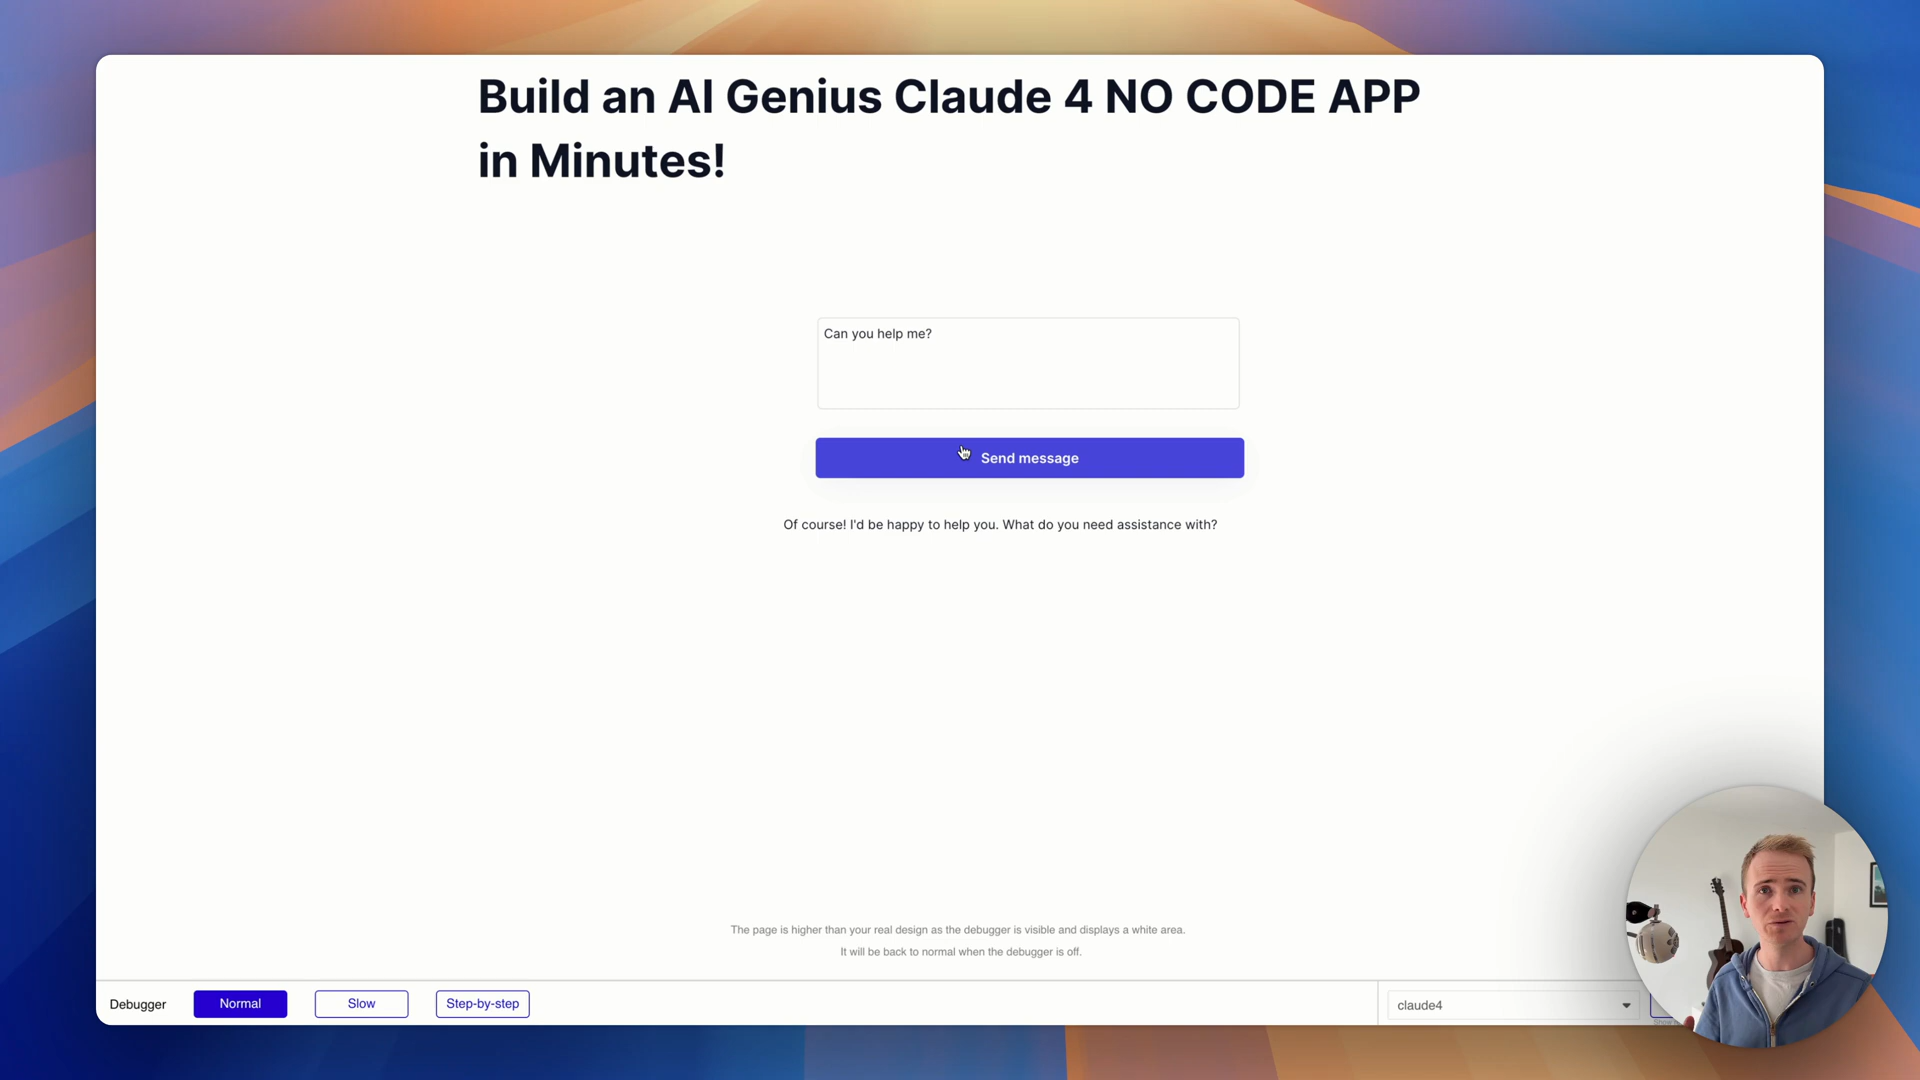 Build an AI Genius Claude 4 NO CODE APP
in Minutes!
Can you help me?
Send message
Of course! I'd be happy to help you. What do you need assistance with?
The page is higher than your real design as the debugger is visible and displays a white area.
It will be back to normal when the debugger is off.
Debugger
Normal
Slow
Step-by-step
claude4